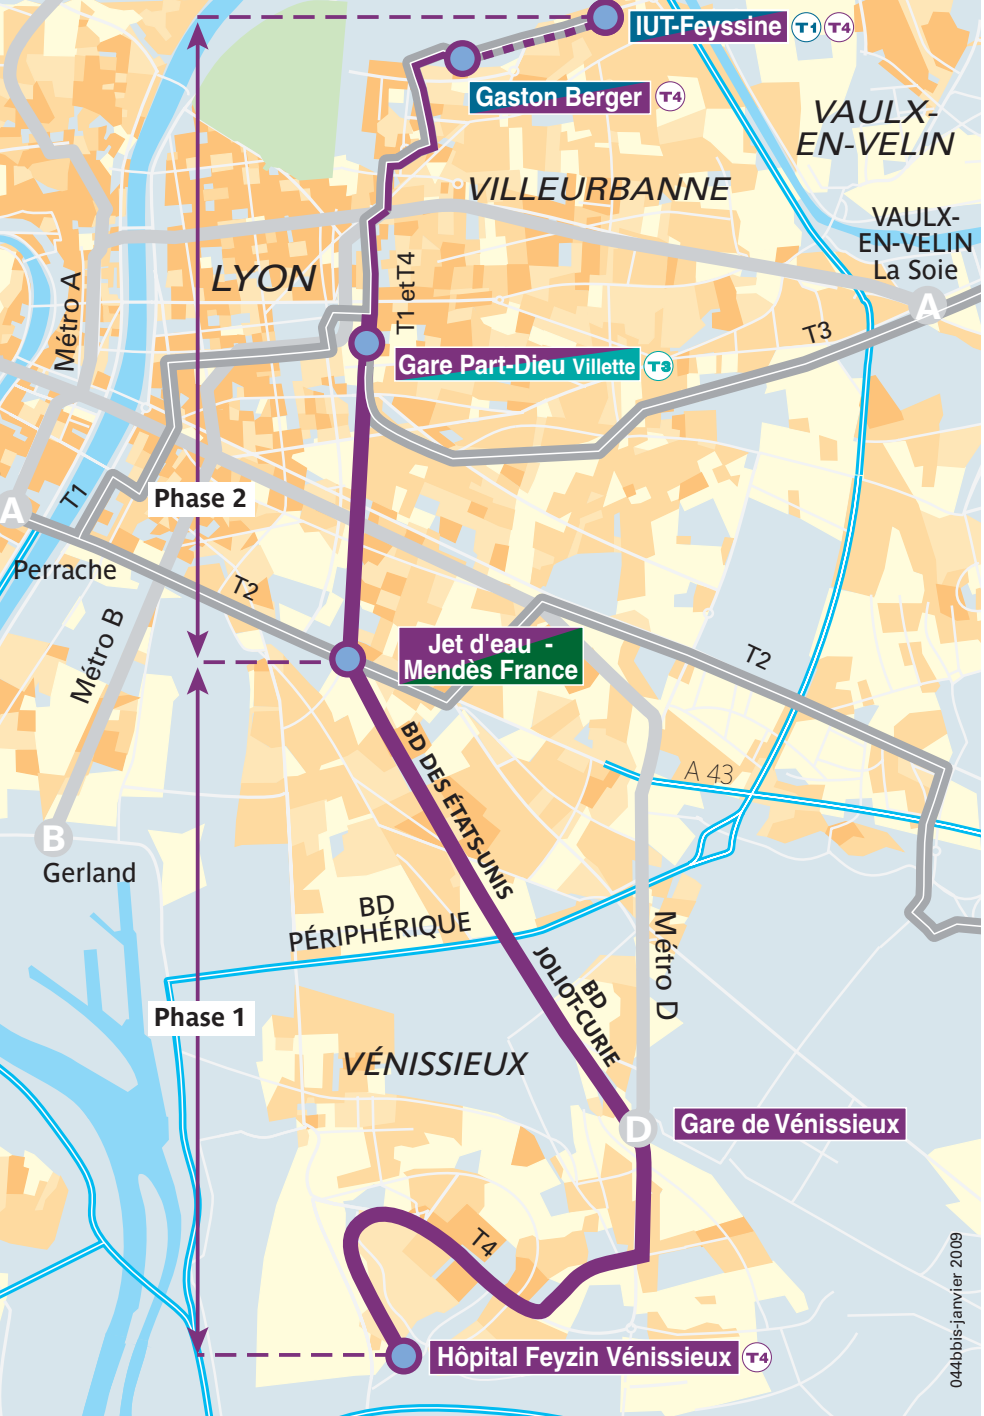 IUT-Feyssine T1 T4
Gaston Berger T4
VAULX-
EN-VELIN
VILLEURBANNE
VAULX-
EN-VELIN
La Soie
LYON
Métro A
T1 et T4
A
T3
Gare Part-Dieu Villette T3
T1
Phase 2
A
Perrache
T2
Métro B
Jet d'eau -
Mendès France
T2
BD DES ÉTATS-UNIS
A 43
B
Gerland
BD
PÉRIPHÉRIQUE
Métro D
BD
JOLIOT-CURIE
Phase 1
VÉNISSIEUX
D
Gare de Vénissieux
T4
Hôpital Feyzin Vénissieux T4
044bbis-janvier 2009